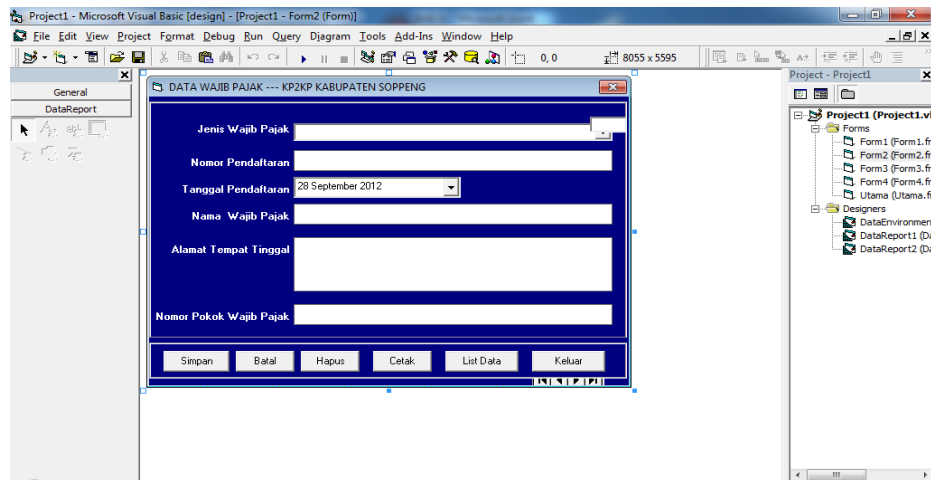 Project1 - Microsoft Visual Basic [design] - [Project1 - Form2 (Form)]
File Edit View Project Format Debug Run Query Diagram Tools Add-Ins Window Help
0, 0 8055 x 5595
General
DataReport
DATA WAJIB PAJAK --- KP2KP KABUPATEN SOPPENG
Jenis Wajib Pajak
Nomor Pendaftaran
Tanggal Pendaftaran 28 September 2012
Nama Wajib Pajak
Alamat Tempat Tinggal
Nomor Pokok Wajib Pajak
Simpan Batal Hapus Cetak List Data Keluar
Project - Project1
Project1 (Project1.v
Forms
Form1 (Form1.fr
Form2 (Form2.fr
Form3 (Form3.fr
Form4 (Form4.fr
Utama (Utama.f
Designers
DataEnvironmen
DataReport1 (Da
DataReport2 (Da